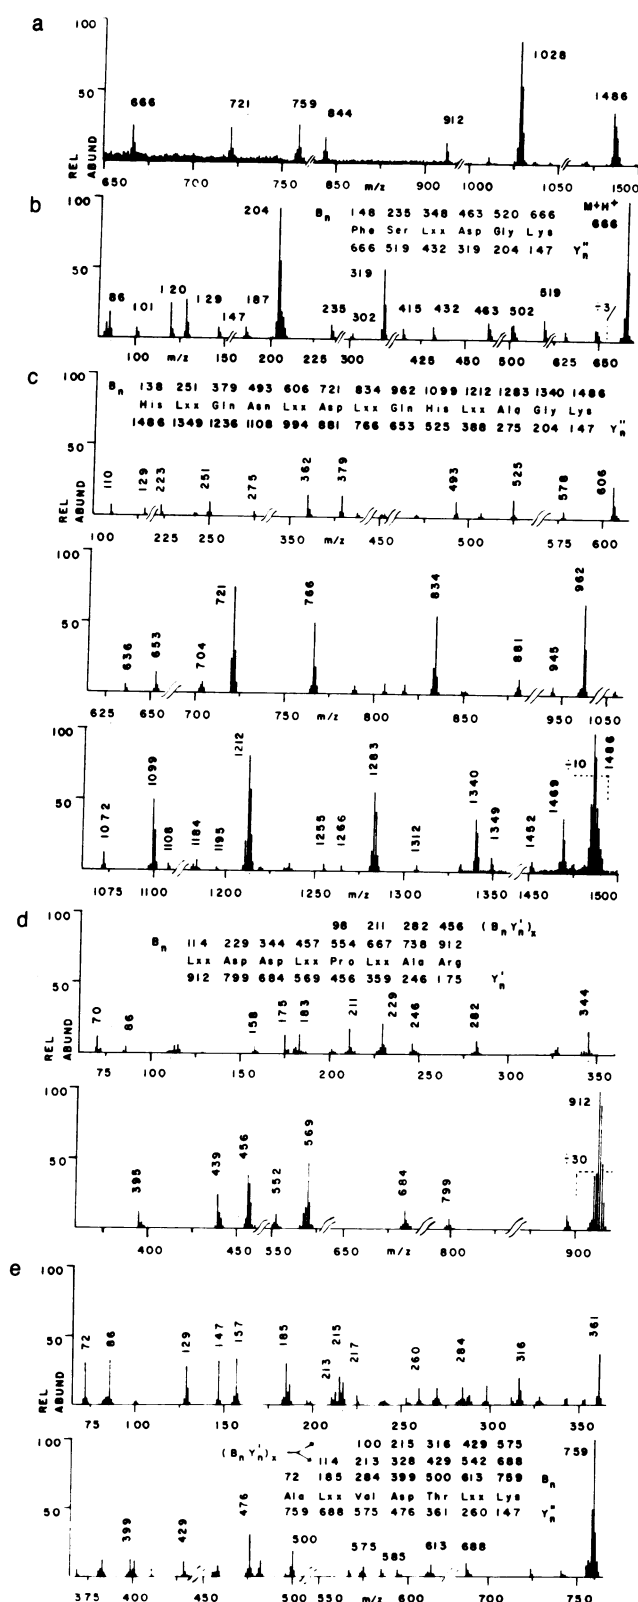 a
100
50
REL ABUND
666
721
759
844
912
1028
1486
650 700 750 850 m/z 900 1000 1050 1500
b
100
50
Bn 148 235 348 463 520 666
Phe Ser Lxx Asp Gly Lys
666 519 432 319 204 147 Yn"
M+H+
666
÷3
86 101 120 129 147 187 204 235 302 319 415 432 463 502 519
100 m/z 150 200 225 300 425 500 625 650
c
100
50
REL ABUND
Bn 138 251 379 493 606 721 834 962 1099 1212 1283 1340 1486
His Lxx Gln Asn Lxx Asp Lxx Gln His Lxx Ala Gly Lys
1486 1349 1236 1108 994 881 766 653 525 388 275 204 147 Yn"
110 129 223 251 275 362 379 493 525 578 606
100 225 250 350 m/z 450 500 575 600
100
50
636 653 704 721 766 834 881 945 962
625 650 700 750 m/z 800 850 950 1050
100
50
1072 1099 1108 1184 1195 1212 1255 1266 1283 1312 1340 1349 1452 1469 ÷10 1486
1075 1100 1200 1250 m/z 1300 1350 1450 1500
d
100
50
REL ABUND
98 211 282 456 (BnYn')x
Bn 114 229 344 457 554 667 738 912
Lxx Asp Asp Lxx Pro Lxx Ala Arg
912 799 684 569 456 359 246 175 Yn'
70 86 158 175 183 211 229 246 282 344
75 100 150 200 250 300 350
100
50
395 439 456 552 569 684 799 ÷30 912
400 450 550 650 m/z 800 900
e
100
50
REL ABUND
72 86 129 147 157 185 213 215 217 260 284 316 361
75 100 150 200 250 300 350
100
50
(BnYn')x 100 215 316 429 575
114 213 328 429 542 688
72 185 284 399 500 613 759 Bn
Ala Lxx Val Asp Thr Lxx Lys
759 688 575 476 361 260 147 Yn"
399 429 476 500 575 585 613 688 759
375 400 450 500 550 m/z 600 700 750